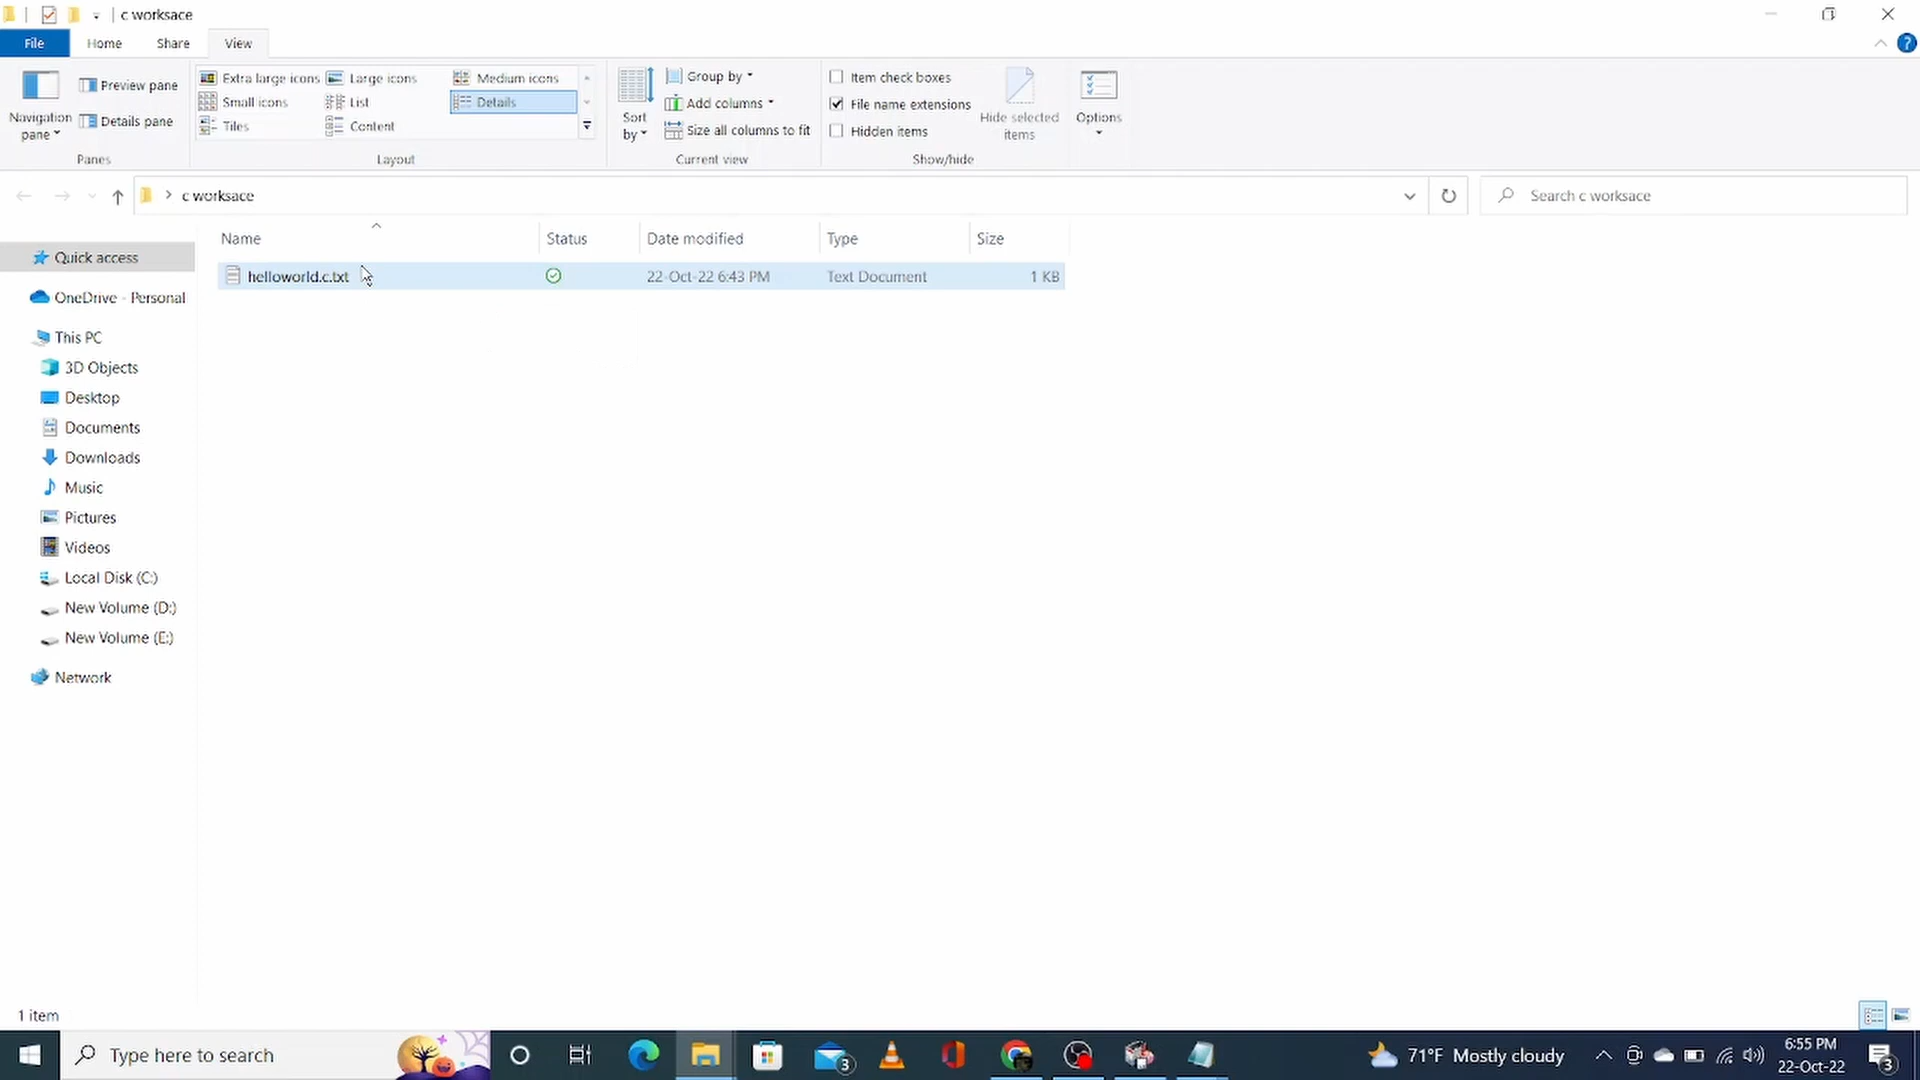 c worksace
File Home Share View
Navigation pane
Preview pane
Details pane
Panes
Extra large icons Large icons Medium icons
Small icons List Details
Tiles Content
Layout
Sort by
Group by
Add columns
Size all columns to fit
Current view
Item check boxes
File name extensions
Hidden items
Hide selected items
Show/hide
Options
c worksace
Search c worksace
Name Status Date modified Type Size
helloworld.c.txt 22-Oct-22 6:43 PM Text Document 1 KB
Quick access
OneDrive - Personal
This PC
3D Objects
Desktop
Documents
Downloads
Music
Pictures
Videos
Local Disk (C:)
New Volume (D:)
New Volume (E:)
Network
1 item
Type here to search
3
71°F Mostly cloudy
6:55 PM
22-Oct-22
3